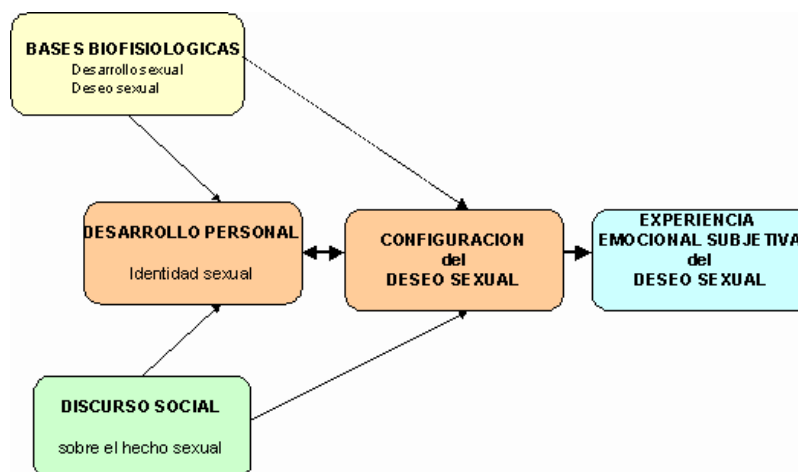 BASES BIOFISIOLOGICAS
Desarrollo sexual
Deseo sexual
DESARROLLO PERSONAL
Identidad sexual
CONFIGURACION
del
DESEO SEXUAL
EXPERIENCIA
EMOCIONAL SUBJETIVA
del
DESEO SEXUAL
DISCURSO SOCIAL
sobre el hecho sexual